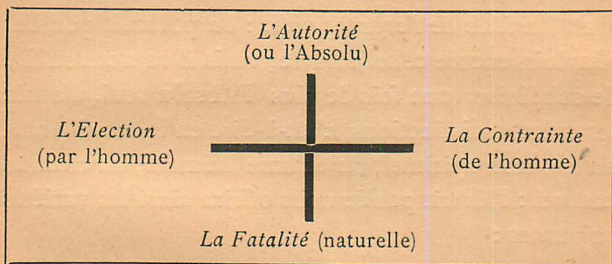 L'Autorité
(ou l'Absolu)
L'Election
(par l'homme)
La Contrainte
(de l'homme)
La Fatalité (naturelle)